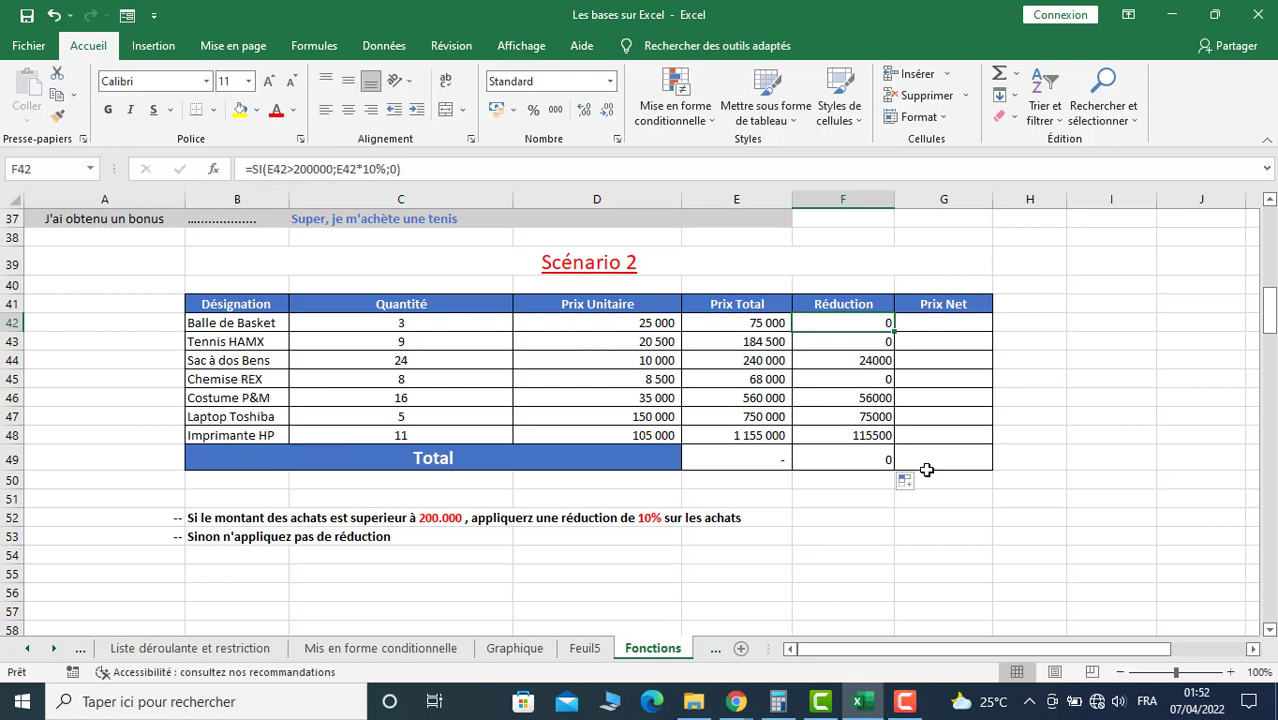 Les bases sur Excel - Excel
Connexion
Fichier Accueil Insertion Mise en page Formules Données Révision Affichage Aide Rechercher des outils adaptés Partager
Coller
Calibri 11
Standard
Mise en forme conditionnelle
Mettre sous forme de tableau
Styles de cellules
Insérer
Supprimer
Format
Trier et filtrer
Rechercher et sélectionner
Presse-papiers Police Alignement Nombre Styles Cellules Édition
F42 =SI(E42>200000;E42*10%;0)
A B C D E F G H I J
37 J'ai obtenu un bonus ................... Super, je m'achète une tenis
38
39 Scénario 2
40
41 Désignation Quantité Prix Unitaire Prix Total Réduction Prix Net
42 Balle de Basket 3 25 000 75 000 0
43 Tennis HAMX 9 20 500 184 500 0
44 Sac à dos Bens 24 10 000 240 000 24000
45 Chemise REX 8 8 500 68 000 0
46 Costume P&M 16 35 000 560 000 56000
47 Laptop Toshiba 5 150 000 750 000 75000
48 Imprimante HP 11 105 000 1 155 000 115500
49 Total - 0
50
51
52 -- Si le montant des achats est superieur à 200.000 , appliquerz une réduction de 10% sur les achats
53 -- Sinon n'appliquez pas de réduction
54
55
56
57
58
... Liste déroulante et restriction Mis en forme conditionnelle Graphique Feuil5 Fonctions ...
Prêt Accessibilité : consultez nos recommandations 100%
Taper ici pour rechercher 25°C FRA 01:52
07/04/2022